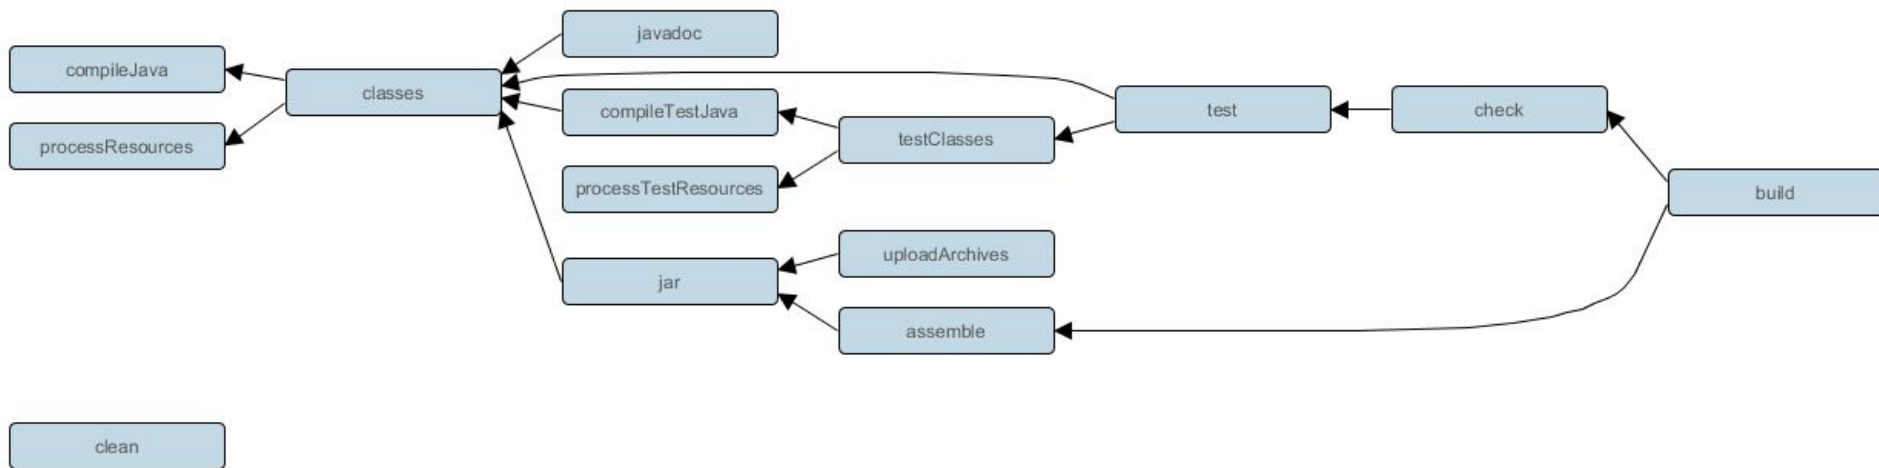 javadoc
compileJava
classes
compileTestJava
test
check
processResources
testClasses
processTestResources
build
uploadArchives
jar
assemble
clean